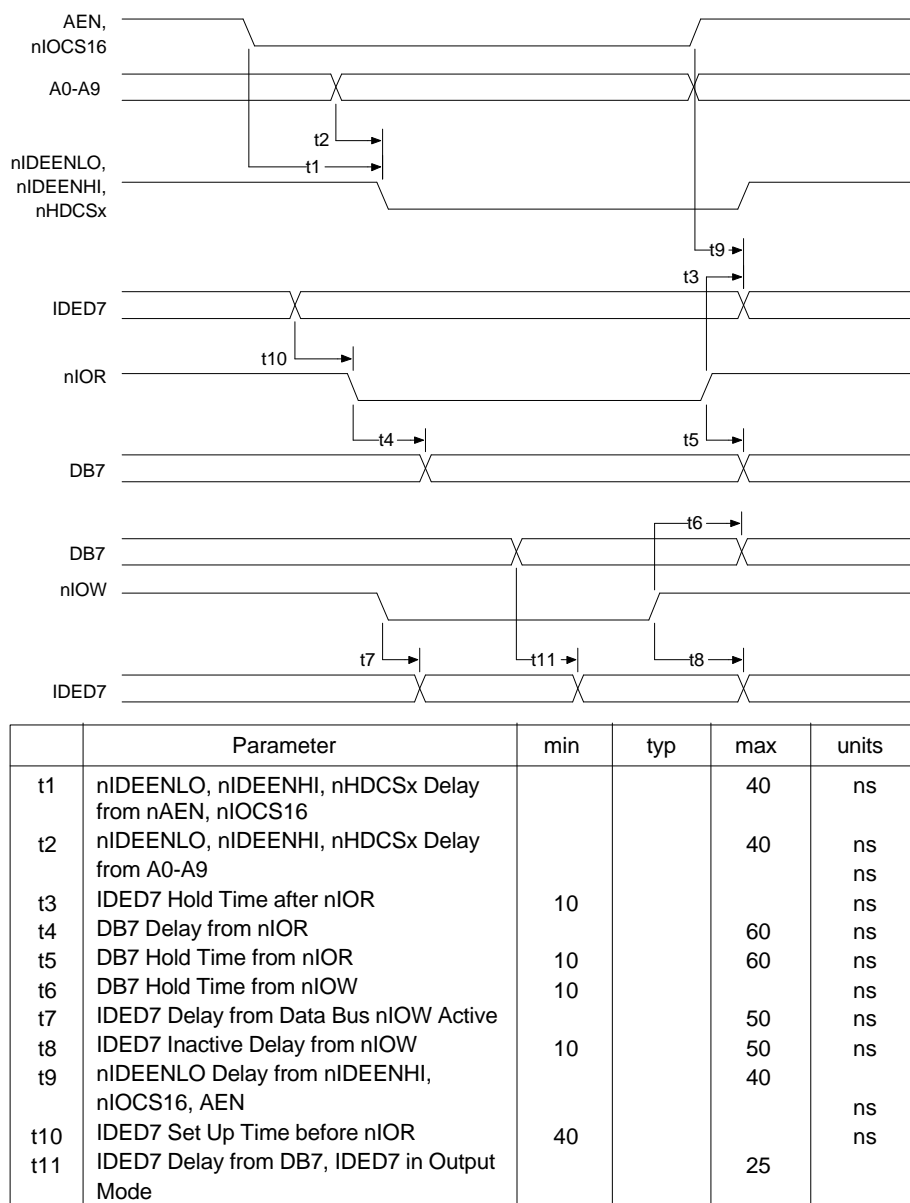 AEN,
nIOCS16
A0-A9
t2
t1
nIDEENLO,
nIDEENHI,
nHDCSx
t9
t3
IDED7
t10
nIOR
t4
t5
DB7
t6
DB7
nIOW
t7
t11
t8
IDED7
Parameter min typ max units
t1 nIDEENLO, nIDEENHI, nHDCSx Delay 40 ns
from nAEN, nIOCS16
t2 nIDEENLO, nIDEENHI, nHDCSx Delay 40 ns
from A0-A9 ns
t3 IDED7 Hold Time after nIOR 10 ns
t4 DB7 Delay from nIOR 60 ns
t5 DB7 Hold Time from nIOR 10 60 ns
t6 DB7 Hold Time from nIOW 10 ns
t7 IDED7 Delay from Data Bus nIOW Active 50 ns
t8 IDED7 Inactive Delay from nIOW 10 50 ns
t9 nIDEENLO Delay from nIDEENHI, 40
nIOCS16, AEN ns
t10 IDED7 Set Up Time before nIOR 40 ns
t11 IDED7 Delay from DB7, IDED7 in Output 25
Mode